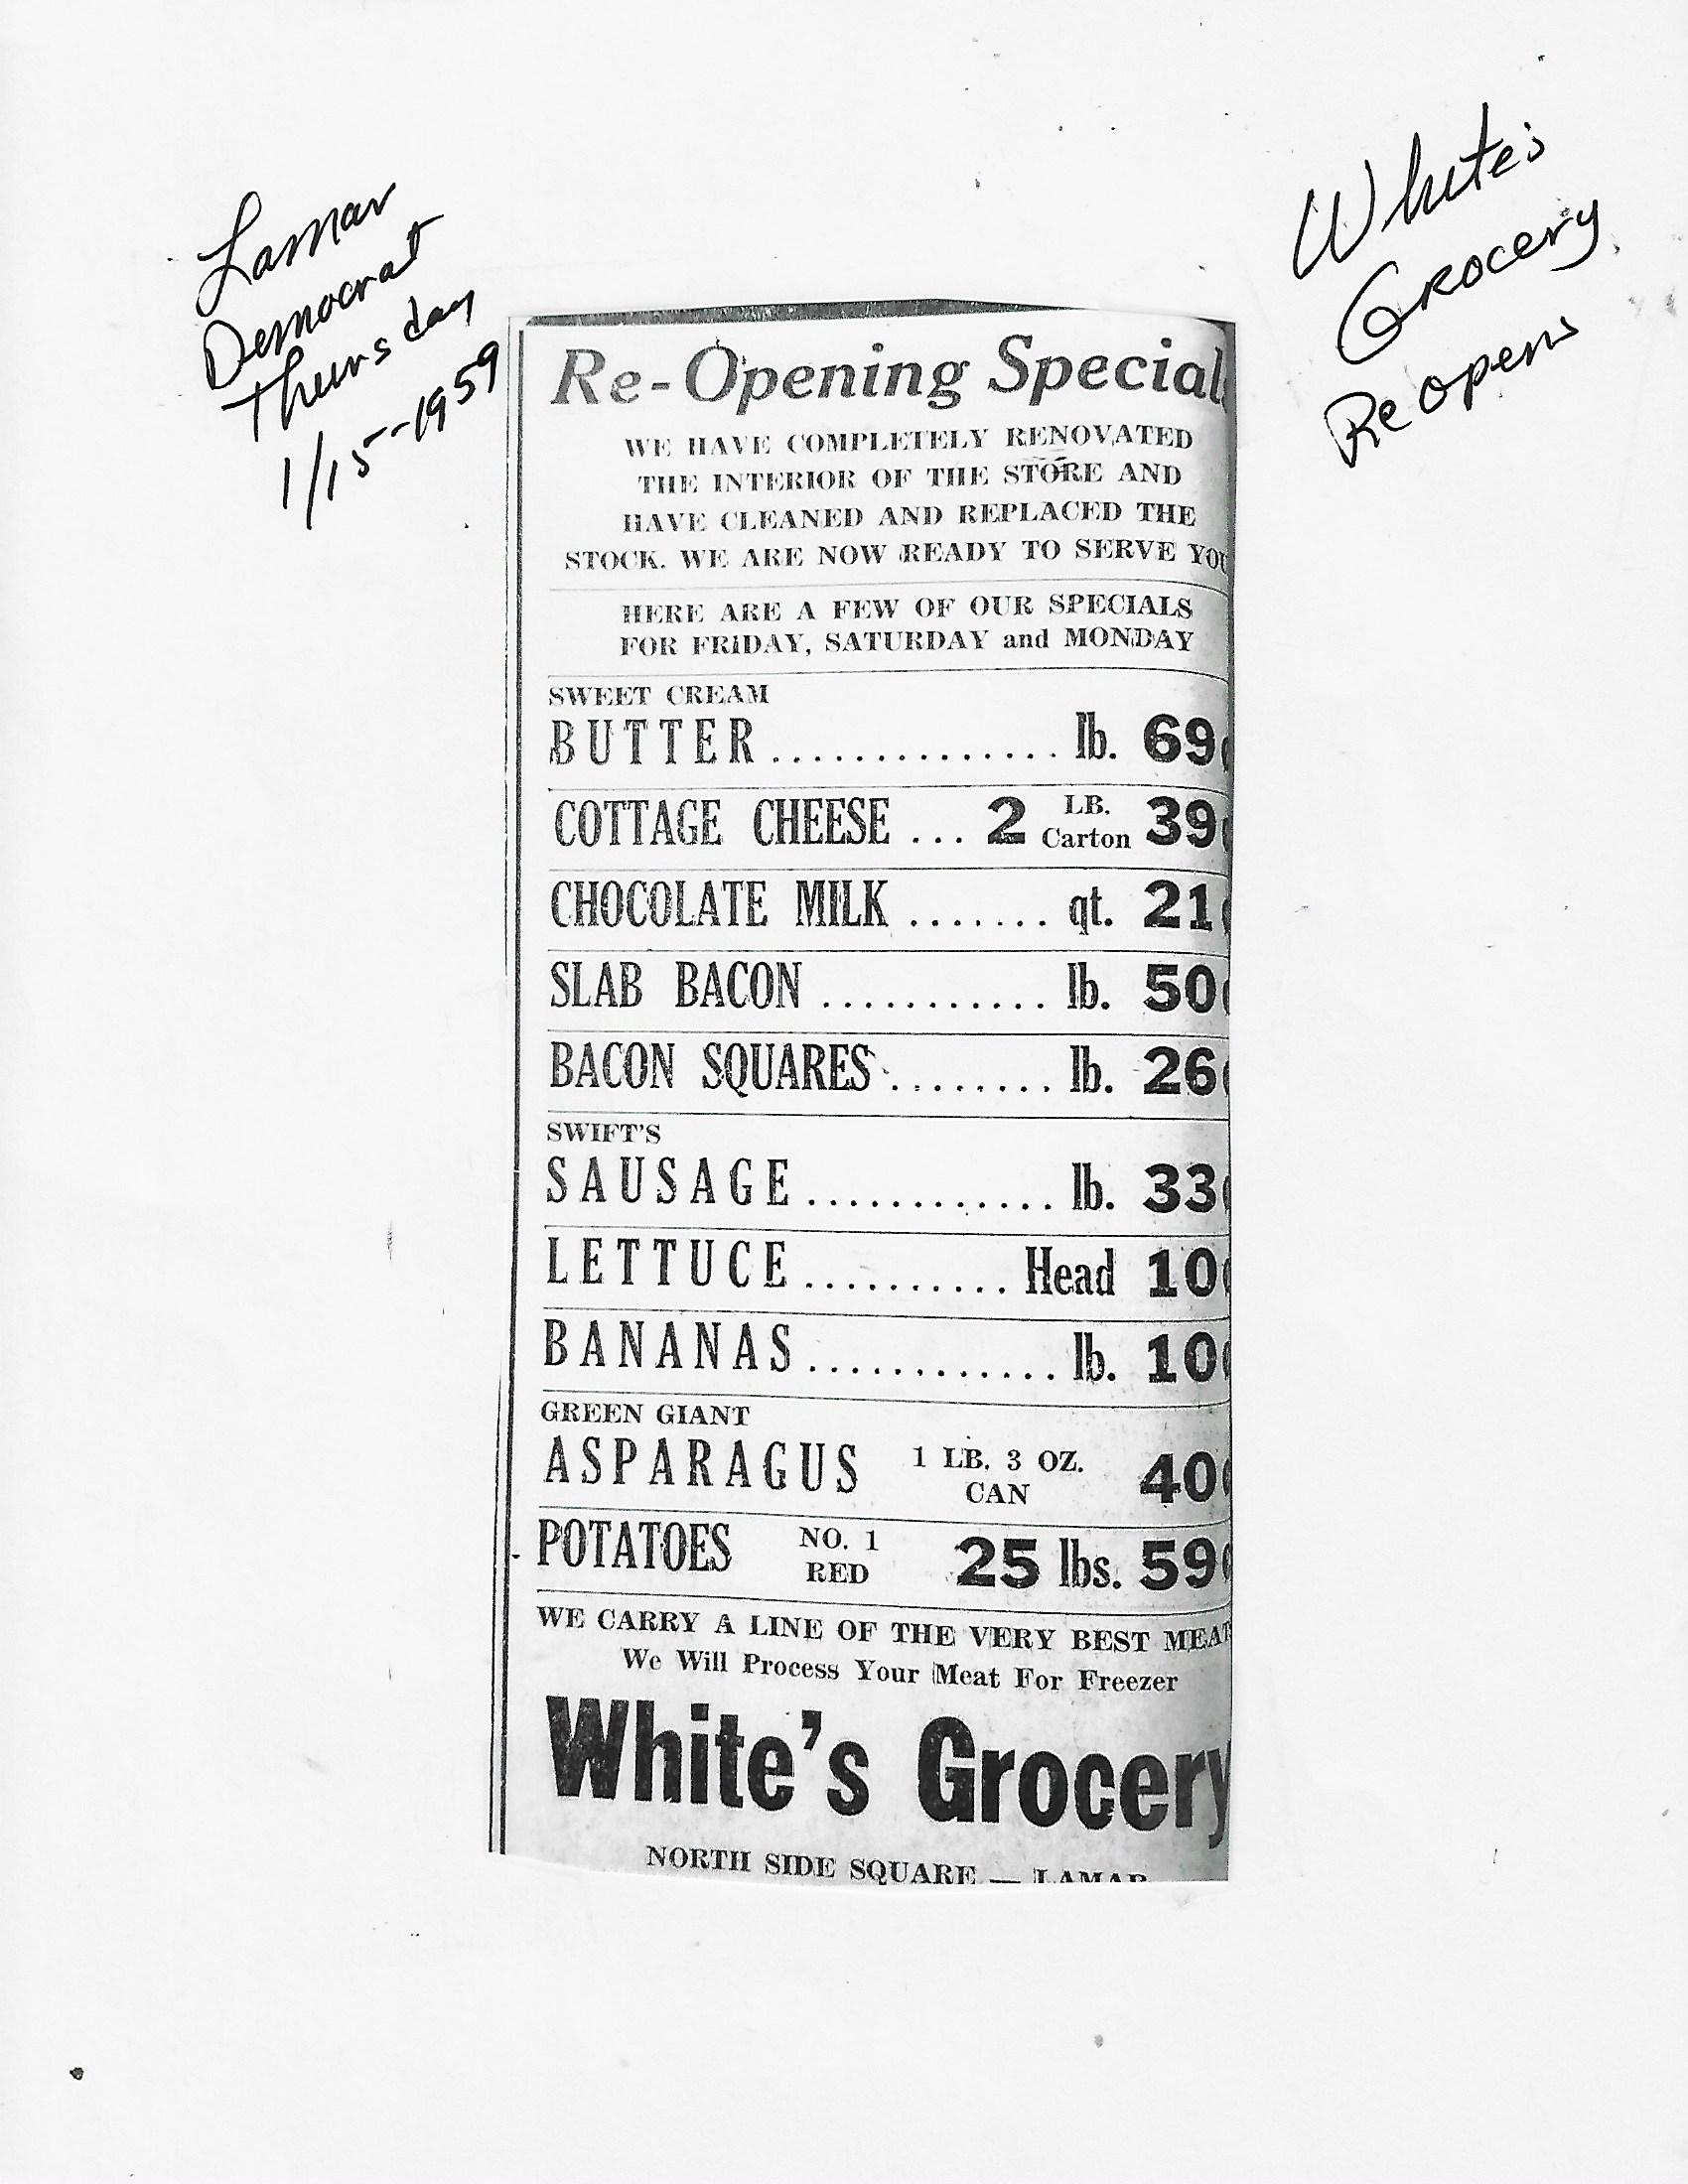 Lamar
Democrat
Thursday
1/15-1959
White's
Grocery
Re opens
Re-Opening Special
WE HAVE COMPLETELY RENOVATED
THE INTERIOR OF THE STORE AND
HAVE CLEANED AND REPLACED THE
STOCK. WE ARE NOW READY TO SERVE YOU
HERE ARE A FEW OF OUR SPECIALS
FOR FRIDAY, SATURDAY and MONDAY
SWEET CREAM
BUTTER.............. lb. 69¢
COTTAGE CHEESE ... 2 LB. Carton 39¢
CHOCOLATE MILK ....... qt. 21¢
SLAB BACON ........... lb. 50¢
BACON SQUARES ........ lb. 26¢
SWIFT'S
SAUSAGE............ lb. 33¢
LETTUCE.......... Head 10¢
BANANAS............ lb. 10¢
GREEN GIANT
ASPARAGUS 1 LB. 3 OZ. CAN 40¢
POTATOES NO. 1 RED 25 lbs. 59¢
WE CARRY A LINE OF THE VERY BEST MEAT
We Will Process Your Meat For Freezer
White's Grocery
NORTH SIDE SQUARE — LAMAR